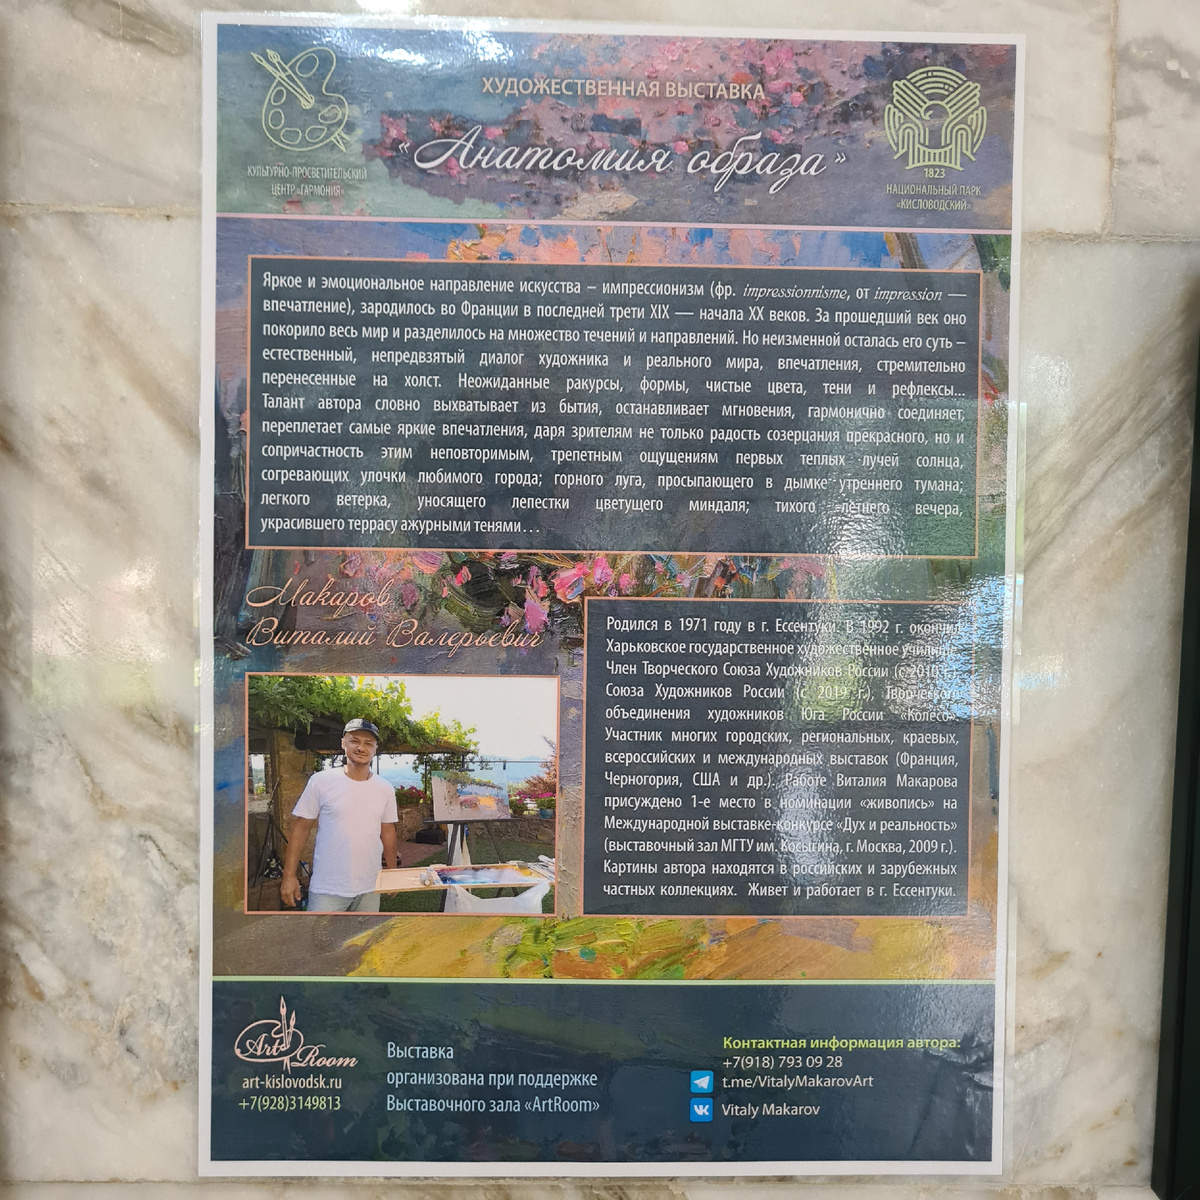 ХУДОЖЕСТВЕННАЯ ВЫСТАВКА
«Анатомия образа»
КУЛЬТУРНО-ПРОСВЕТИТЕЛЬСКИЙ
ЦЕНТР «ГАРМОНИЯ»
1823
НАЦИОНАЛЬНЫЙ ПАРК
«КИСЛОВОДСКИЙ»
Яркое и эмоциональное направление искусства – импрессионизм (фр. impressionnisme, от impression —
впечатление), зародилось во Франции в последней трети XIX — начала XX веков. За прошедший век оно
покорило весь мир и разделилось на множество течений и направлений. Но неизменной осталась его суть –
естественный, непредвзятый диалог художника и реального мира, впечатления, стремительно
перенесенные на холст. Неожиданные ракурсы, формы, чистые цвета, тени и рефлексы...
Талант автора словно выхватывает из бытия, останавливает мгновения, гармонично соединяет,
переплетает самые яркие впечатления, даря зрителям не только радость созерцания прекрасного, но и
сопричастность этим неповторимым, трепетным ощущениям первых теплых лучей солнца,
согревающих улочки любимого города; горного луга, просыпающего в дымке утреннего тумана;
легкого ветерка, уносящего лепестки цветущего миндаля; тихого летнего вечера,
украсившего террасу ажурными тенями…
Макаров
Виталий Валерьевич
Родился в 1971 году в г. Ессентуки. В 1992 г. окончил
Харьковское государственное художественное училище.
Член Творческого Союза Художников России (с 2010 г.),
Союза Художников России (с 2019 г.), Творческого
объединения художников Юга России «Колесо».
Участник многих городских, региональных, краевых,
всероссийских и международных выставок (Франция,
Черногория, США и др.). Работе Виталия Макарова
присуждено 1-е место в номинации «живопись» на
Международной выставке-конкурсе «Дух и реальность»
(выставочный зал МГТУ им. Косыгина, г. Москва, 2009 г.).
Картины автора находятся в российских и зарубежных
частных коллекциях. Живет и работает в г. Ессентуки.
Art Room
art-kislovodsk.ru
+7(928)3149813
Выставка
организована при поддержке
Выставочного зала «ArtRoom»
Контактная информация автора:
+7(918) 793 09 28
t.me/VitalyMakarovArt
Vitaly Makarov